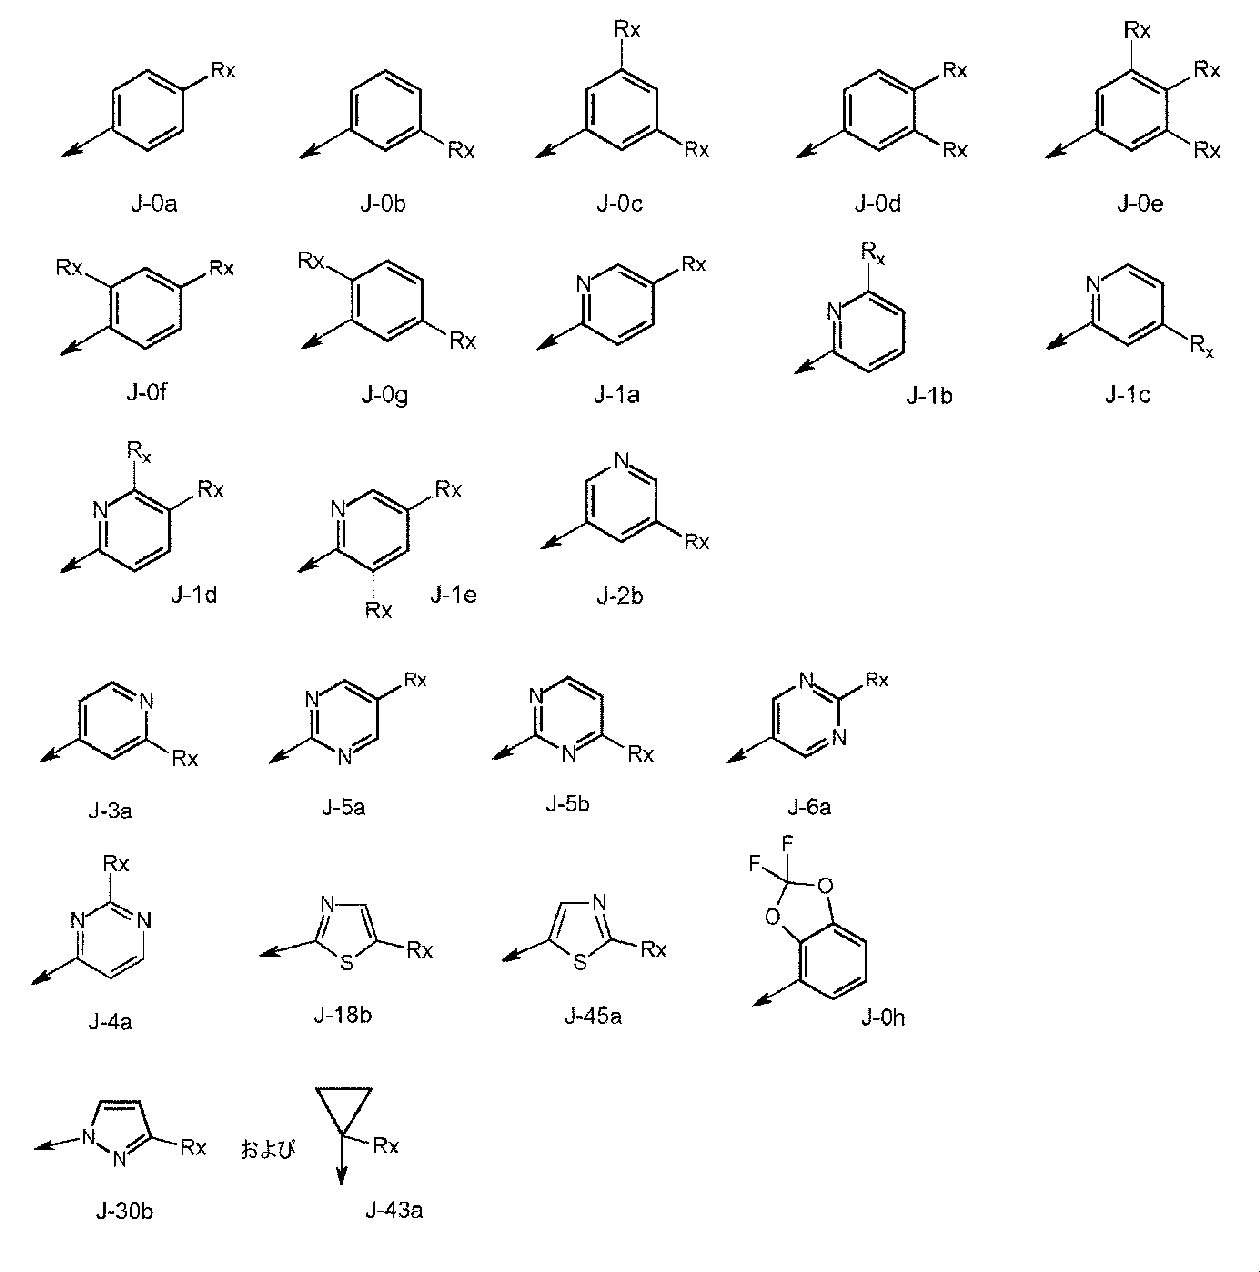 Rx Rx
Rx Rx Rx
Rx Rx Rx Rx
J-0a J-0b J-0c J-0d J-0e
Rx
Rx Rx Rx N Rx N
N
Rx Rx
J-0f J-0g J-1a J-1b J-1c
Rx N
N Rx N Rx
Rx
J-1d Rx J-1e J-2b
N Rx N Rx
N N
Rx N N Rx N
J-3a J-5a J-5b J-6a
Rx F F
N N N N O
O
S Rx S Rx
J-4a J-18b J-45a J-0h
N N Rx および Rx
J-30b J-43a